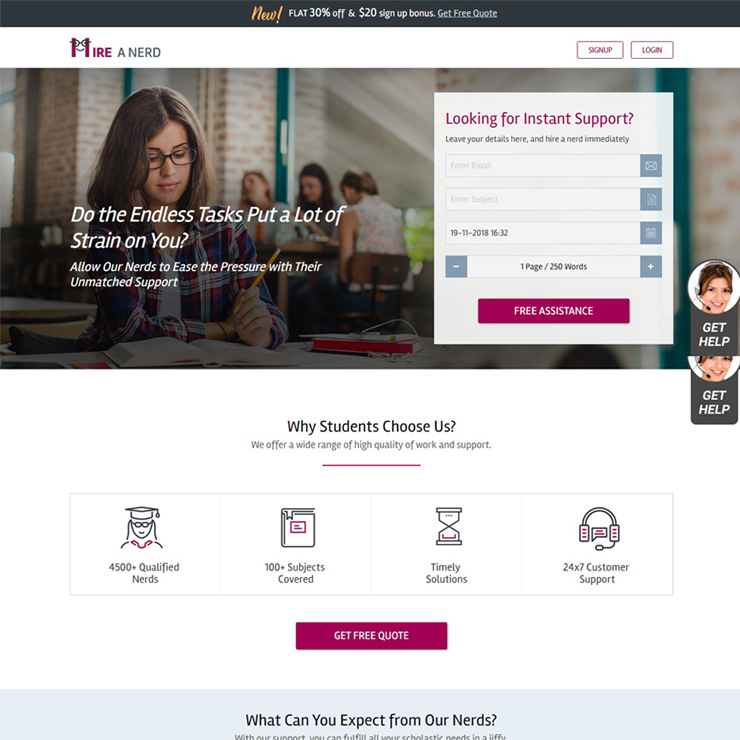 New! FLAT 30% off & $20 sign up bonus. Get Free Quote
HIRE A NERD
SIGNUP
LOGIN
Looking for Instant Support?
Leave your details here, and hire a nerd immediately
Enter Email
Enter Subject
19-11-2018 16:32
− 1 Page / 250 Words +
FREE ASSISTANCE
Do the Endless Tasks Put a Lot of
Strain on You?
Allow Our Nerds to Ease the Pressure with Their
Unmatched Support
GET
HELP
GET
HELP
Why Students Choose Us?
We offer a wide range of high quality of work and support.
4500+ Qualified
Nerds
100+ Subjects
Covered
Timely
Solutions
24x7 Customer
Support
GET FREE QUOTE
What Can You Expect from Our Nerds?
With our support, you can fulfill all your scholastic needs in a jiffy.